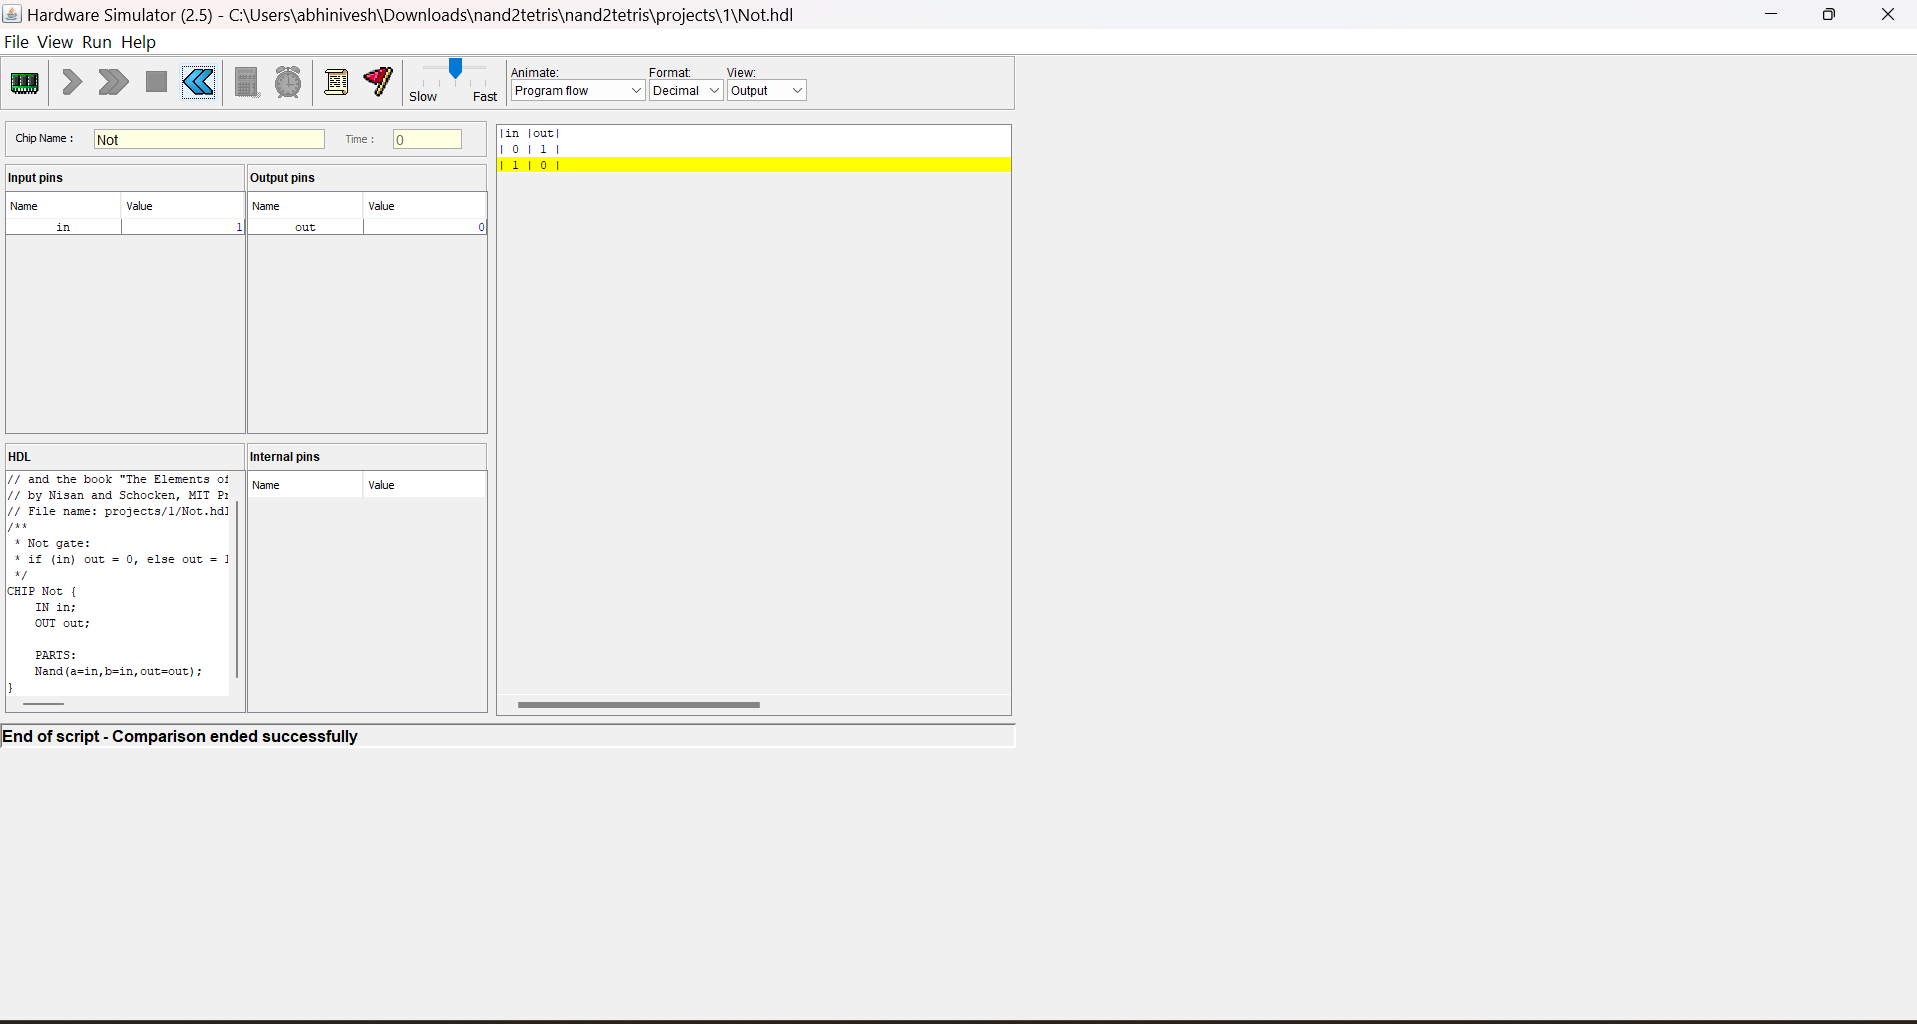 Hardware Simulator (2.5) - C:\Users\abhinivesh\Downloads\nand2tetris\nand2tetris\projects\1\Not.hdl
File View Run Help
Slow Fast
Animate: Format: View:
Program flow Decimal Output
Chip Name : Not Time : 0
Input pins
Name Value
in 1
Output pins
Name Value
out 0
HDL
// and the book "The Elements of
// by Nisan and Schocken, MIT Pr
// File name: projects/1/Not.hdl
/**
* Not gate:
* if (in) out = 0, else out = 1
*/
CHIP Not {
IN in;
OUT out;
PARTS:
Nand(a=in,b=in,out=out);
}
Internal pins
Name Value
|in |out|
| 0 | 1 |
| 1 | 0 |
End of script - Comparison ended successfully